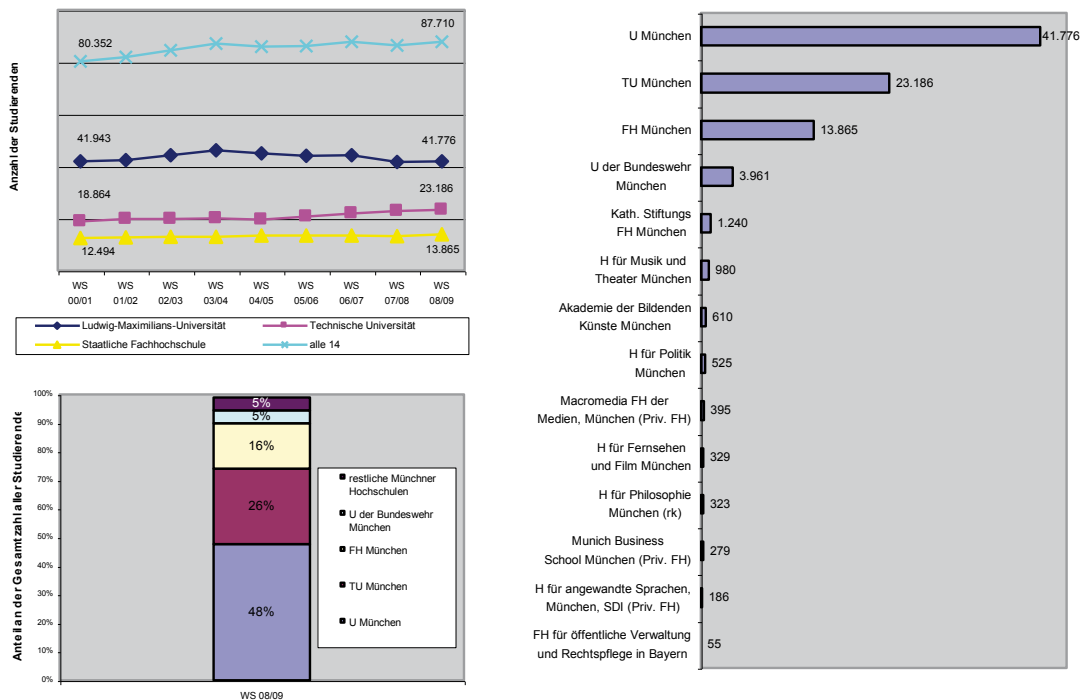 Anzahl der Studierenden
80.352
87.710
41.943
41.776
18.864
23.186
12.494
13.865
WS WS WS WS WS WS WS WS WS
00/01 01/02 02/03 03/04 04/05 05/06 06/07 07/08 08/09
Ludwig-Maximilians-Universität
Technische Universität
Staatliche Fachhochschule
alle 14
Anteil an der Gesamtzahl aller Studierende
100%
90%
80%
70%
60%
50%
40%
30%
20%
10%
0%
5%
5%
16%
26%
48%
WS 08/09
restliche Münchner
Hochschulen
U der Bundeswehr
München
FH München
TU München
U München
U München
41.776
TU München
23.186
FH München
13.865
U der Bundeswehr
München
3.961
Kath. Stiftungs
FH München
1.240
H für Musik und
Theater München
980
Akademie der Bildenden
Künste München
610
H für Politik
München
525
Macromedia FH der
Medien, München (Priv. FH)
395
H für Fernsehen
und Film München
329
H für Philosophie
München (rk)
323
Munich Business
School München (Priv. FH)
279
H für angewandte Sprachen,
München, SDI (Priv. FH)
186
FH für öffentliche Verwaltung
und Rechtspflege in Bayern
55